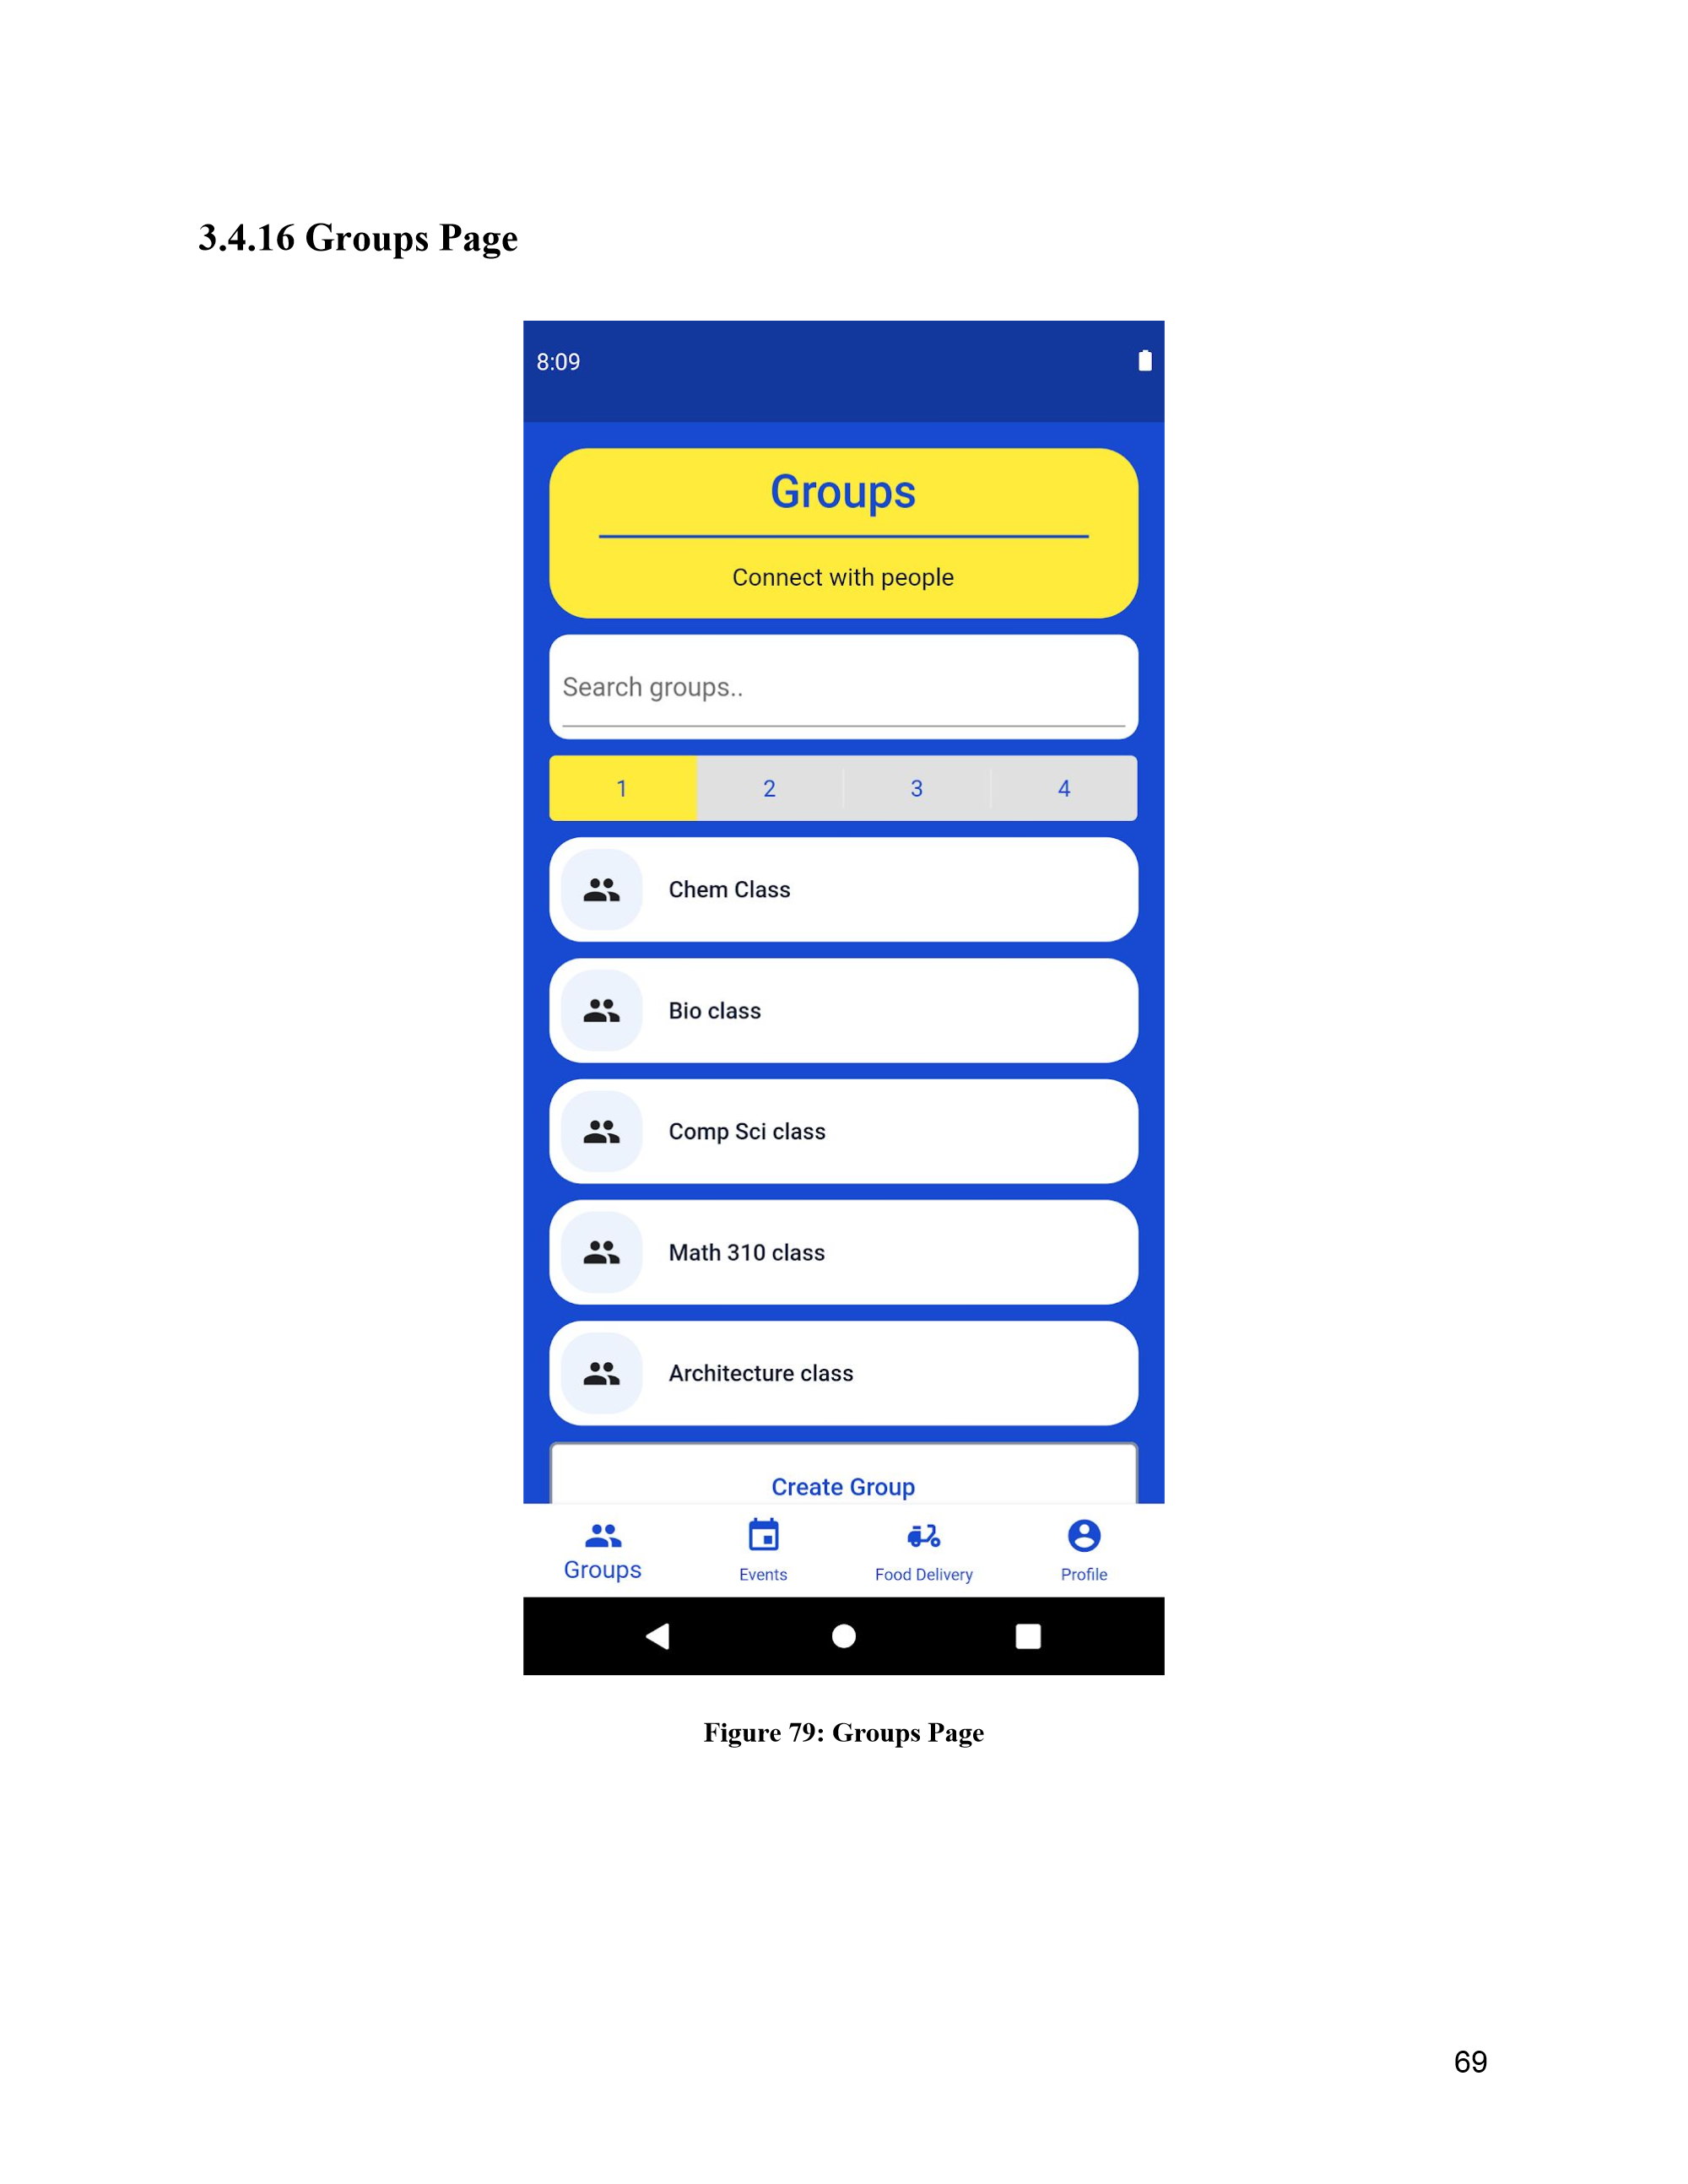 3.4.16 Groups Page
8:09
Groups
Connect with people
Search groups..
1 2 3 4
Chem Class
Bio class
Comp Sci class
Math 310 class
Architecture class
Create Group
Groups Events Food Delivery Profile
Figure 79: Groups Page
69